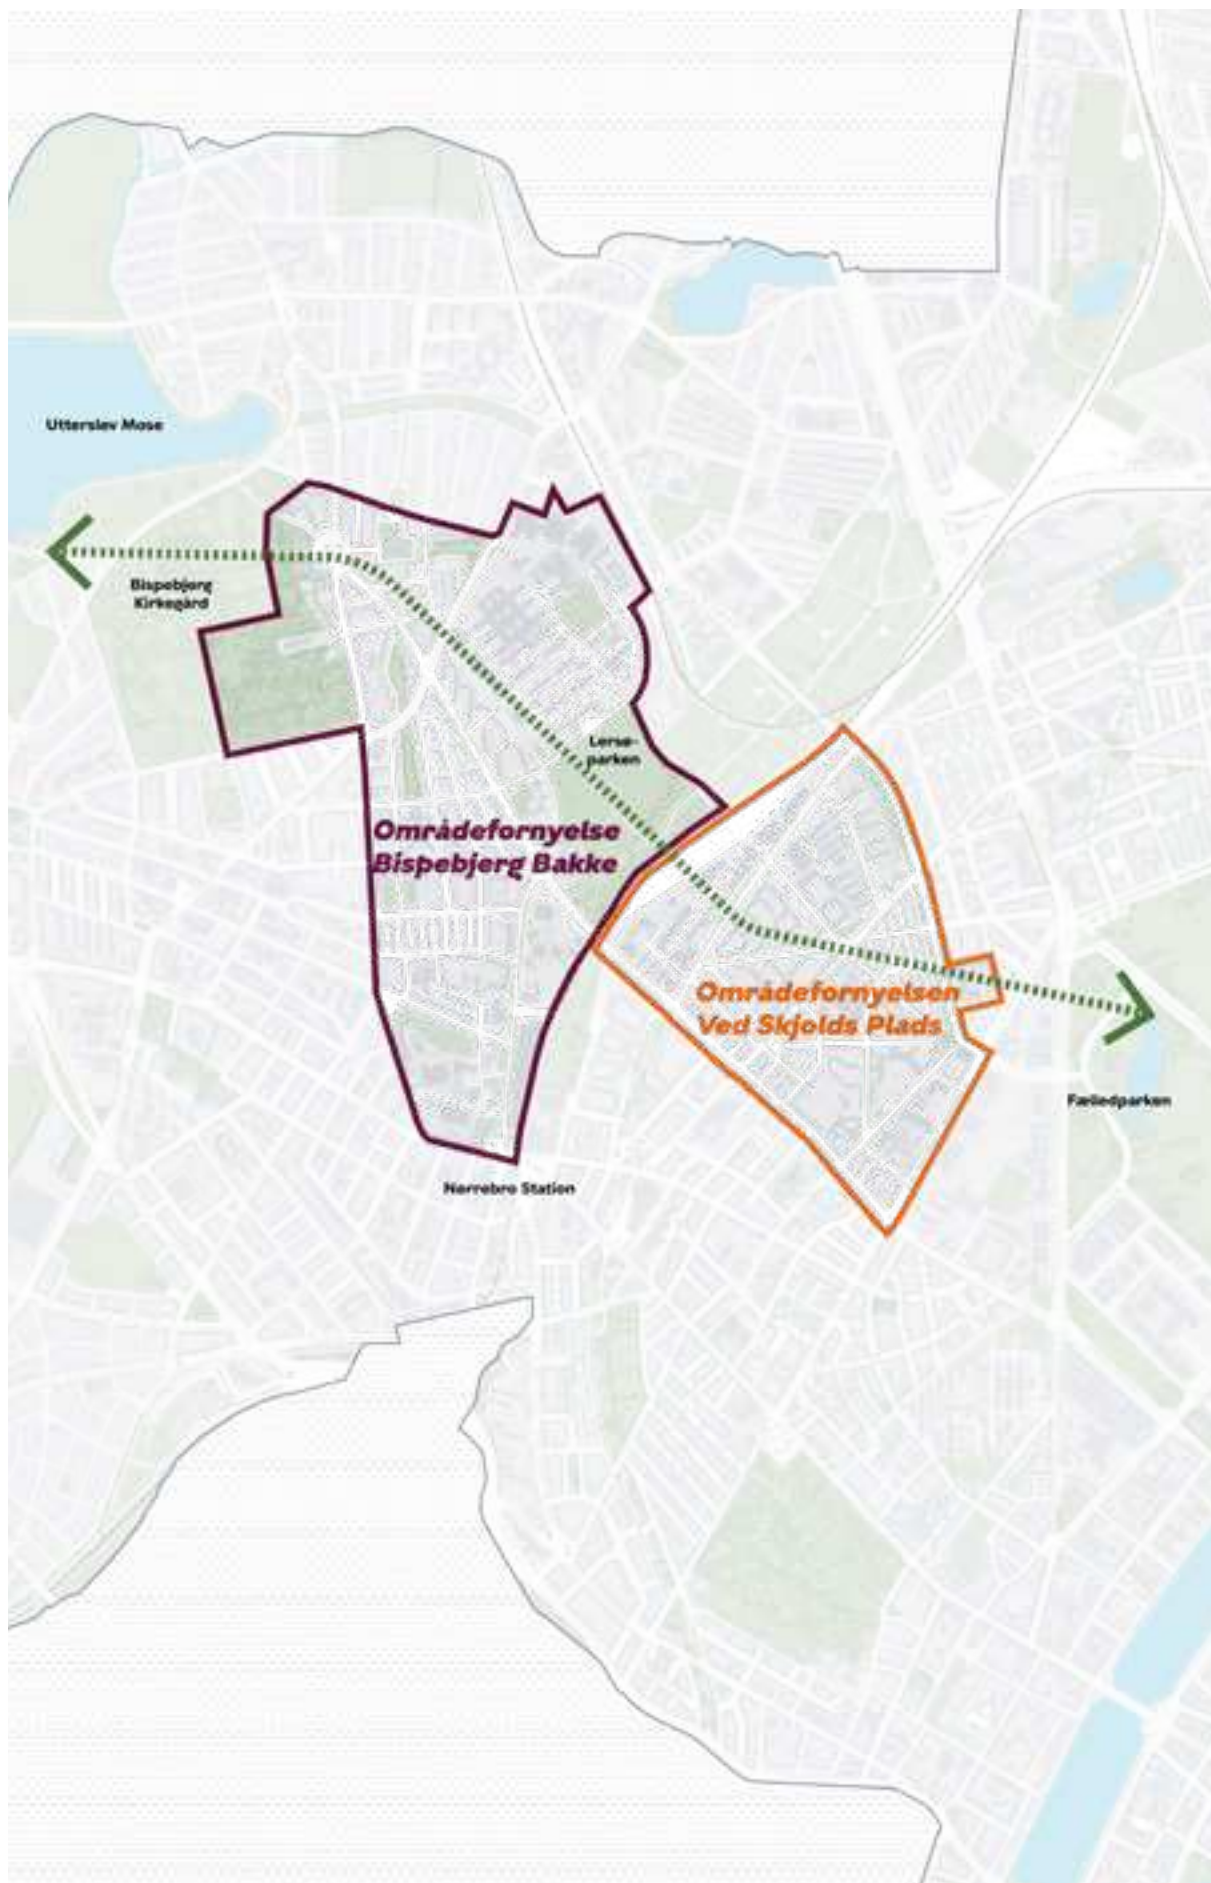 Utterslev Mose
Bispebjerg
Kirkegård
Lersø-
parken
Områdefornyelse
Bispebjerg Bakke
Områdefornyelsen
Ved Skjolds Plads
Fælledparken
Nørrebro Station